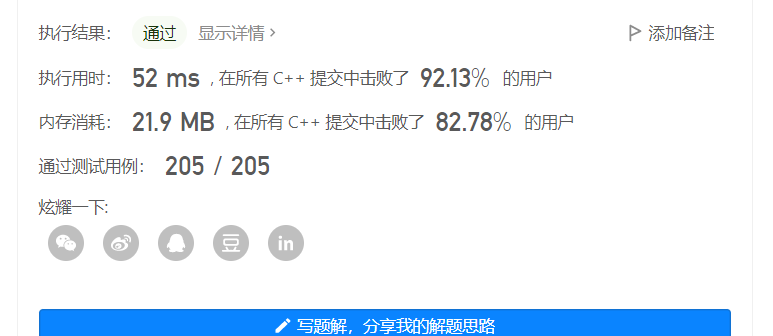 执行结果： 通过 显示详情 > 添加备注
执行用时： 52 ms , 在所有 C++ 提交中击败了 92.13% 的用户
内存消耗： 21.9 MB , 在所有 C++ 提交中击败了 82.78% 的用户
通过测试用例： 205 / 205
炫耀一下:
豆 in
写题解，分享我的解题思路